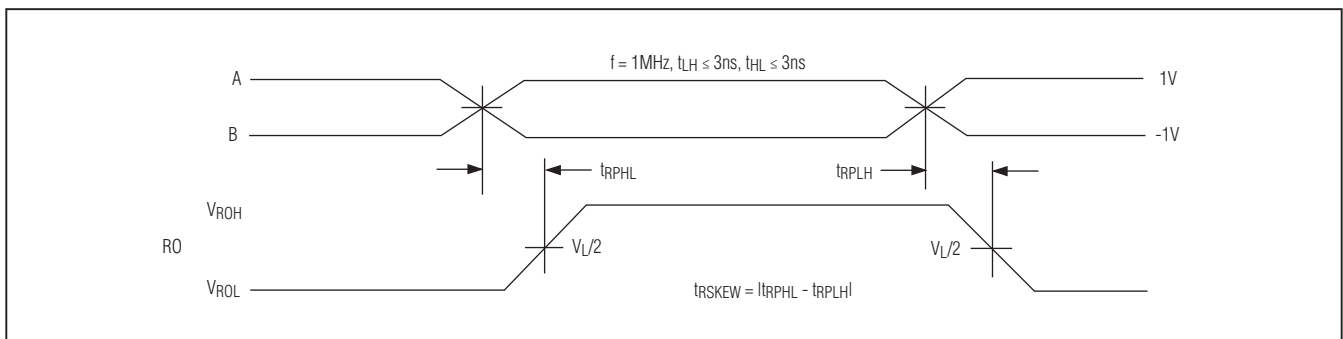 f = 1MHz, tLH ≤ 3ns, tHL ≤ 3ns
A
1V
B
-1V
tRPHL
tRPLH
VROH
RO
VL/2
VL/2
VROL
tRSKEW = |tRPHL - tRPLH|